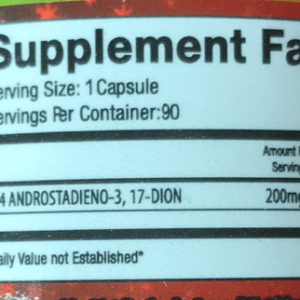 Supplement Fa
erving Size: 1 Capsule
ervings Per Container:90
Amount
Servin
4 ANDROSTADIENO-3, 17-DION 200mg
aily Value not Established*